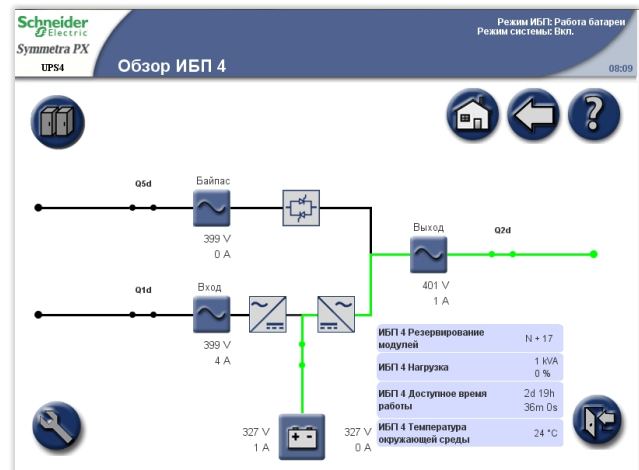 Schneider
Electric
Symmetra PX
UPS4
Обзор ИБП 4
Режим ИБП: Работа батареи
Режим системы: Вкл.
08:09
Q5d
Байпас
399 V
0 A
Выход
Q2d
401 V
1 A
Q1d
Вход
399 V
4 A
ИБП 4 Резервирование
модулей
N + 17
ИБП 4 Нагрузка
1 kVA
0 %
ИБП 4 Доступное время
работы
2d 19h
36m 0s
ИБП 4 Температура
окружающей среды
24 °C
327 V
1 A
327 V
0 A